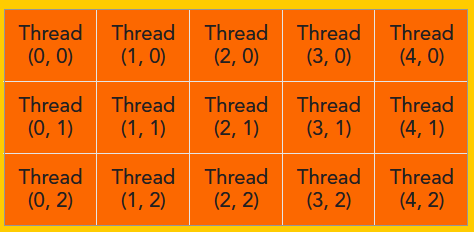 Thread Thread Thread Thread Thread
(0, 0) (1, 0) (2, 0) (3, 0) (4, 0)
Thread Thread Thread Thread Thread
(0, 1) (1, 1) (2, 1) (3, 1) (4, 1)
Thread Thread Thread Thread Thread
(0, 2) (1, 2) (2, 2) (3, 2) (4, 2)